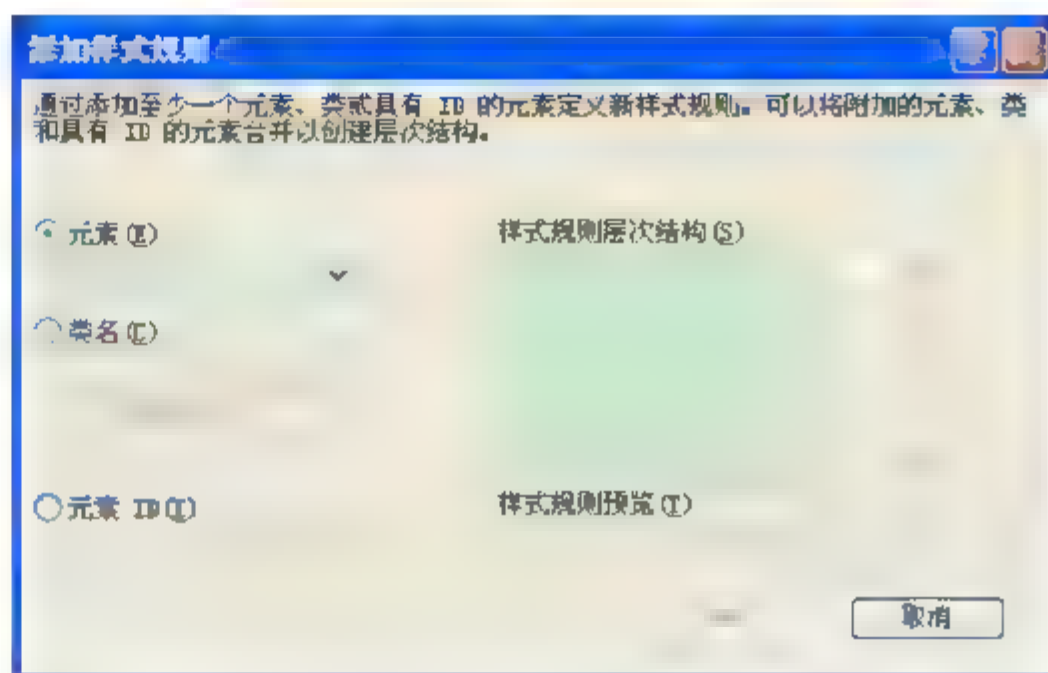 添加样式规则
通过添加至少一个元素、类或具有 ID 的元素定义新样式规则。可以将附加的元素、类
和具有 ID 的元素合并以创建层次结构。
元素(E)
样式规则层次结构(S)
类名(C)
元素 ID(I)
样式规则预览(T)
取消